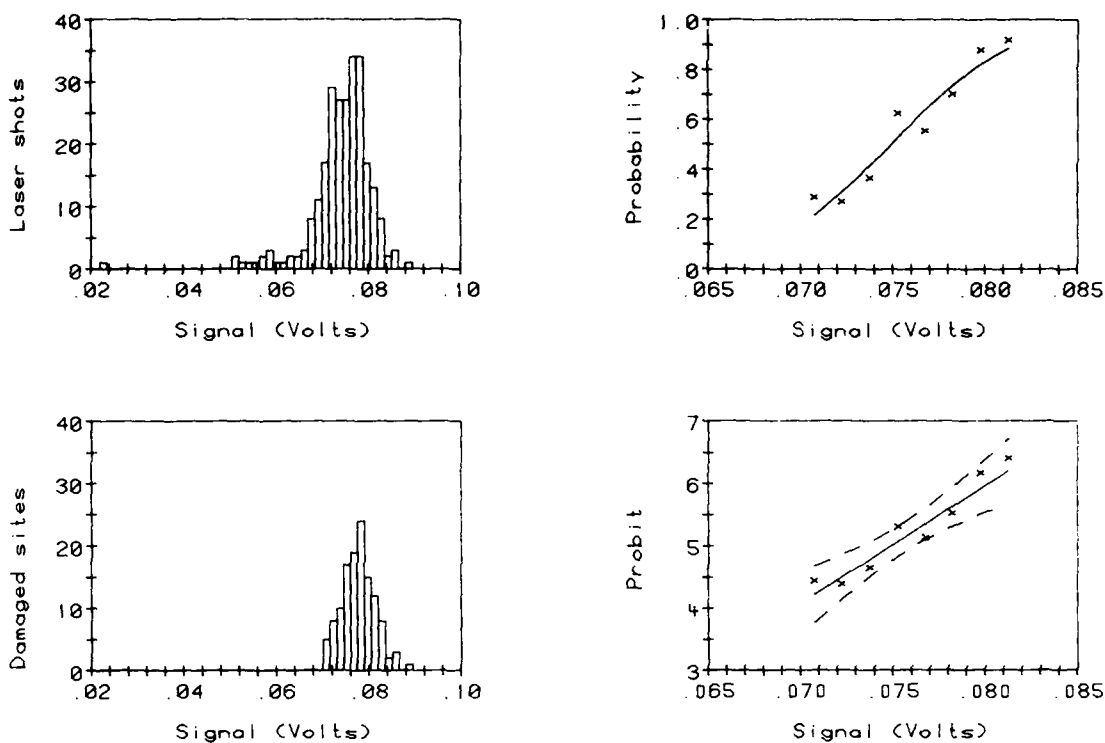 40
30
20
10
0
Laser shots
.02 .04 .06 .08 .10
Signal (Volts)
1.0
.8
.6
.4
.2
0
Probability
.065 .070 .075 .080 .085
Signal (Volts)
40
30
20
10
0
Damaged sites
.02 .04 .06 .08 .10
Signal (Volts)
7
6
5
4
3
Probit
.065 .070 .075 .080 .085
Signal (Volts)